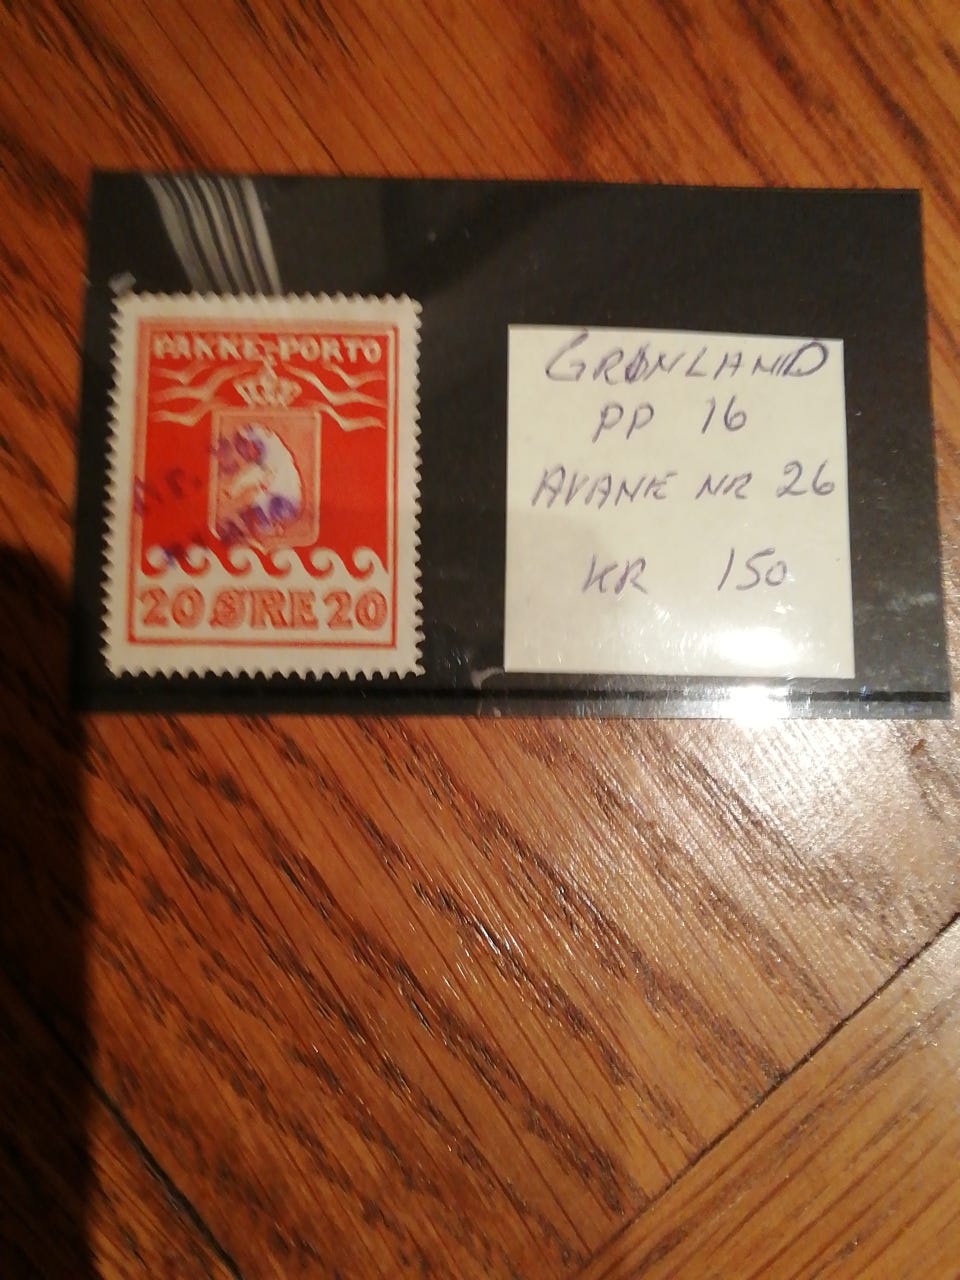 PAKKE-PORTO
20 ØRE 20
GRØNLAND
PP 16
AVANE NR 26
KR 150